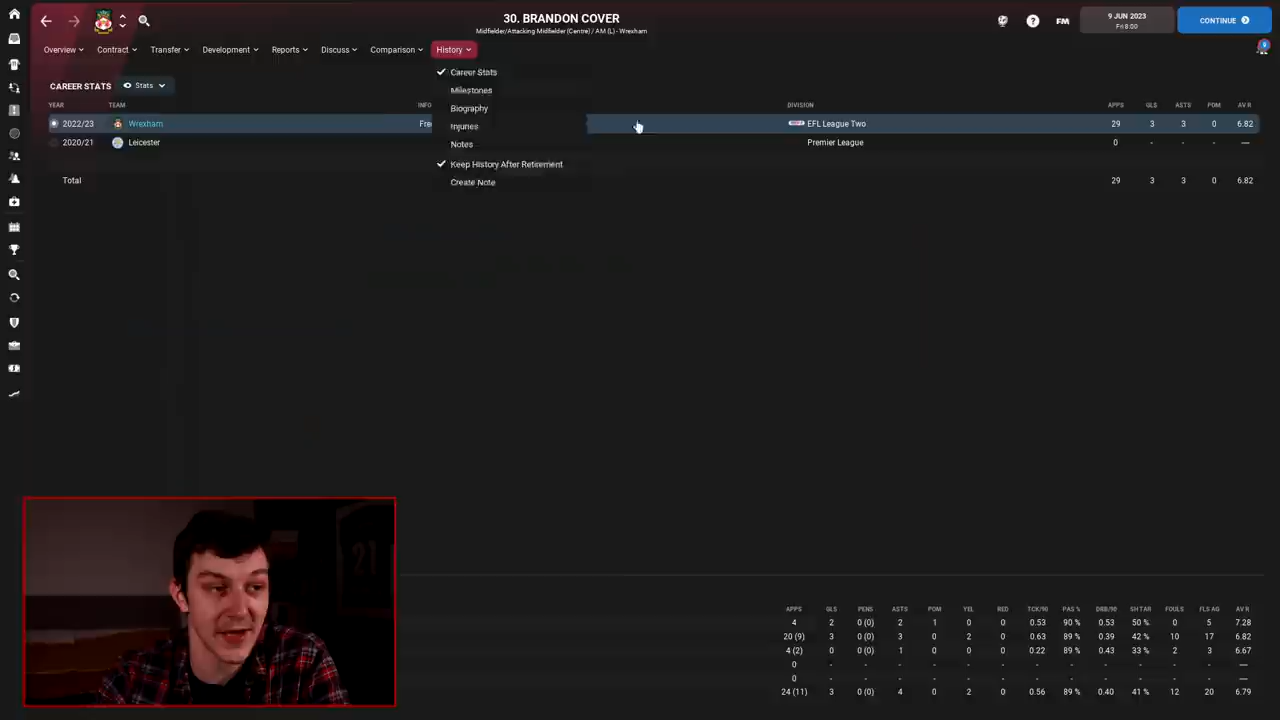 30. BRANDON COVER
Midfielder/Attacking Midfielder (Centre) / AM (L) - Wrexham
FM
9 JUN 2023
Fri 8:00
CONTINUE
Overview Contract Transfer Development Reports Discuss Comparison History
CAREER STATS Stats
Career Stats
Milestones
Biography
Injuries
Notes
Keep History After Retirement
Create Note
YEAR TEAM INFO DIVISION APPS GLS ASTS POM AV R
2022/23 Wrexham Fre EFL League Two 29 3 3 0 6.82
2020/21 Leicester Premier League 0 - - - —
Total 29 3 3 0 6.82
21
APPS GLS PENS ASTS POM YEL RED TCK/90 PAS % DRB/90 SH TAR FOULS FLS AG AV R
4 2 0 (0) 2 1 0 0 0.53 90 % 0.53 50 % 0 5 7.28
20 (9) 3 0 (0) 3 0 2 0 0.63 89 % 0.39 42 % 10 17 6.82
4 (2) 0 0 (0) 1 0 0 0 0.22 89 % 0.43 33 % 2 3 6.67
0 - - - - - - - - - - - - —
0 - - - - - - - - - - - - —
24 (11) 3 0 (0) 4 0 2 0 0.56 89 % 0.40 41 % 12 20 6.79